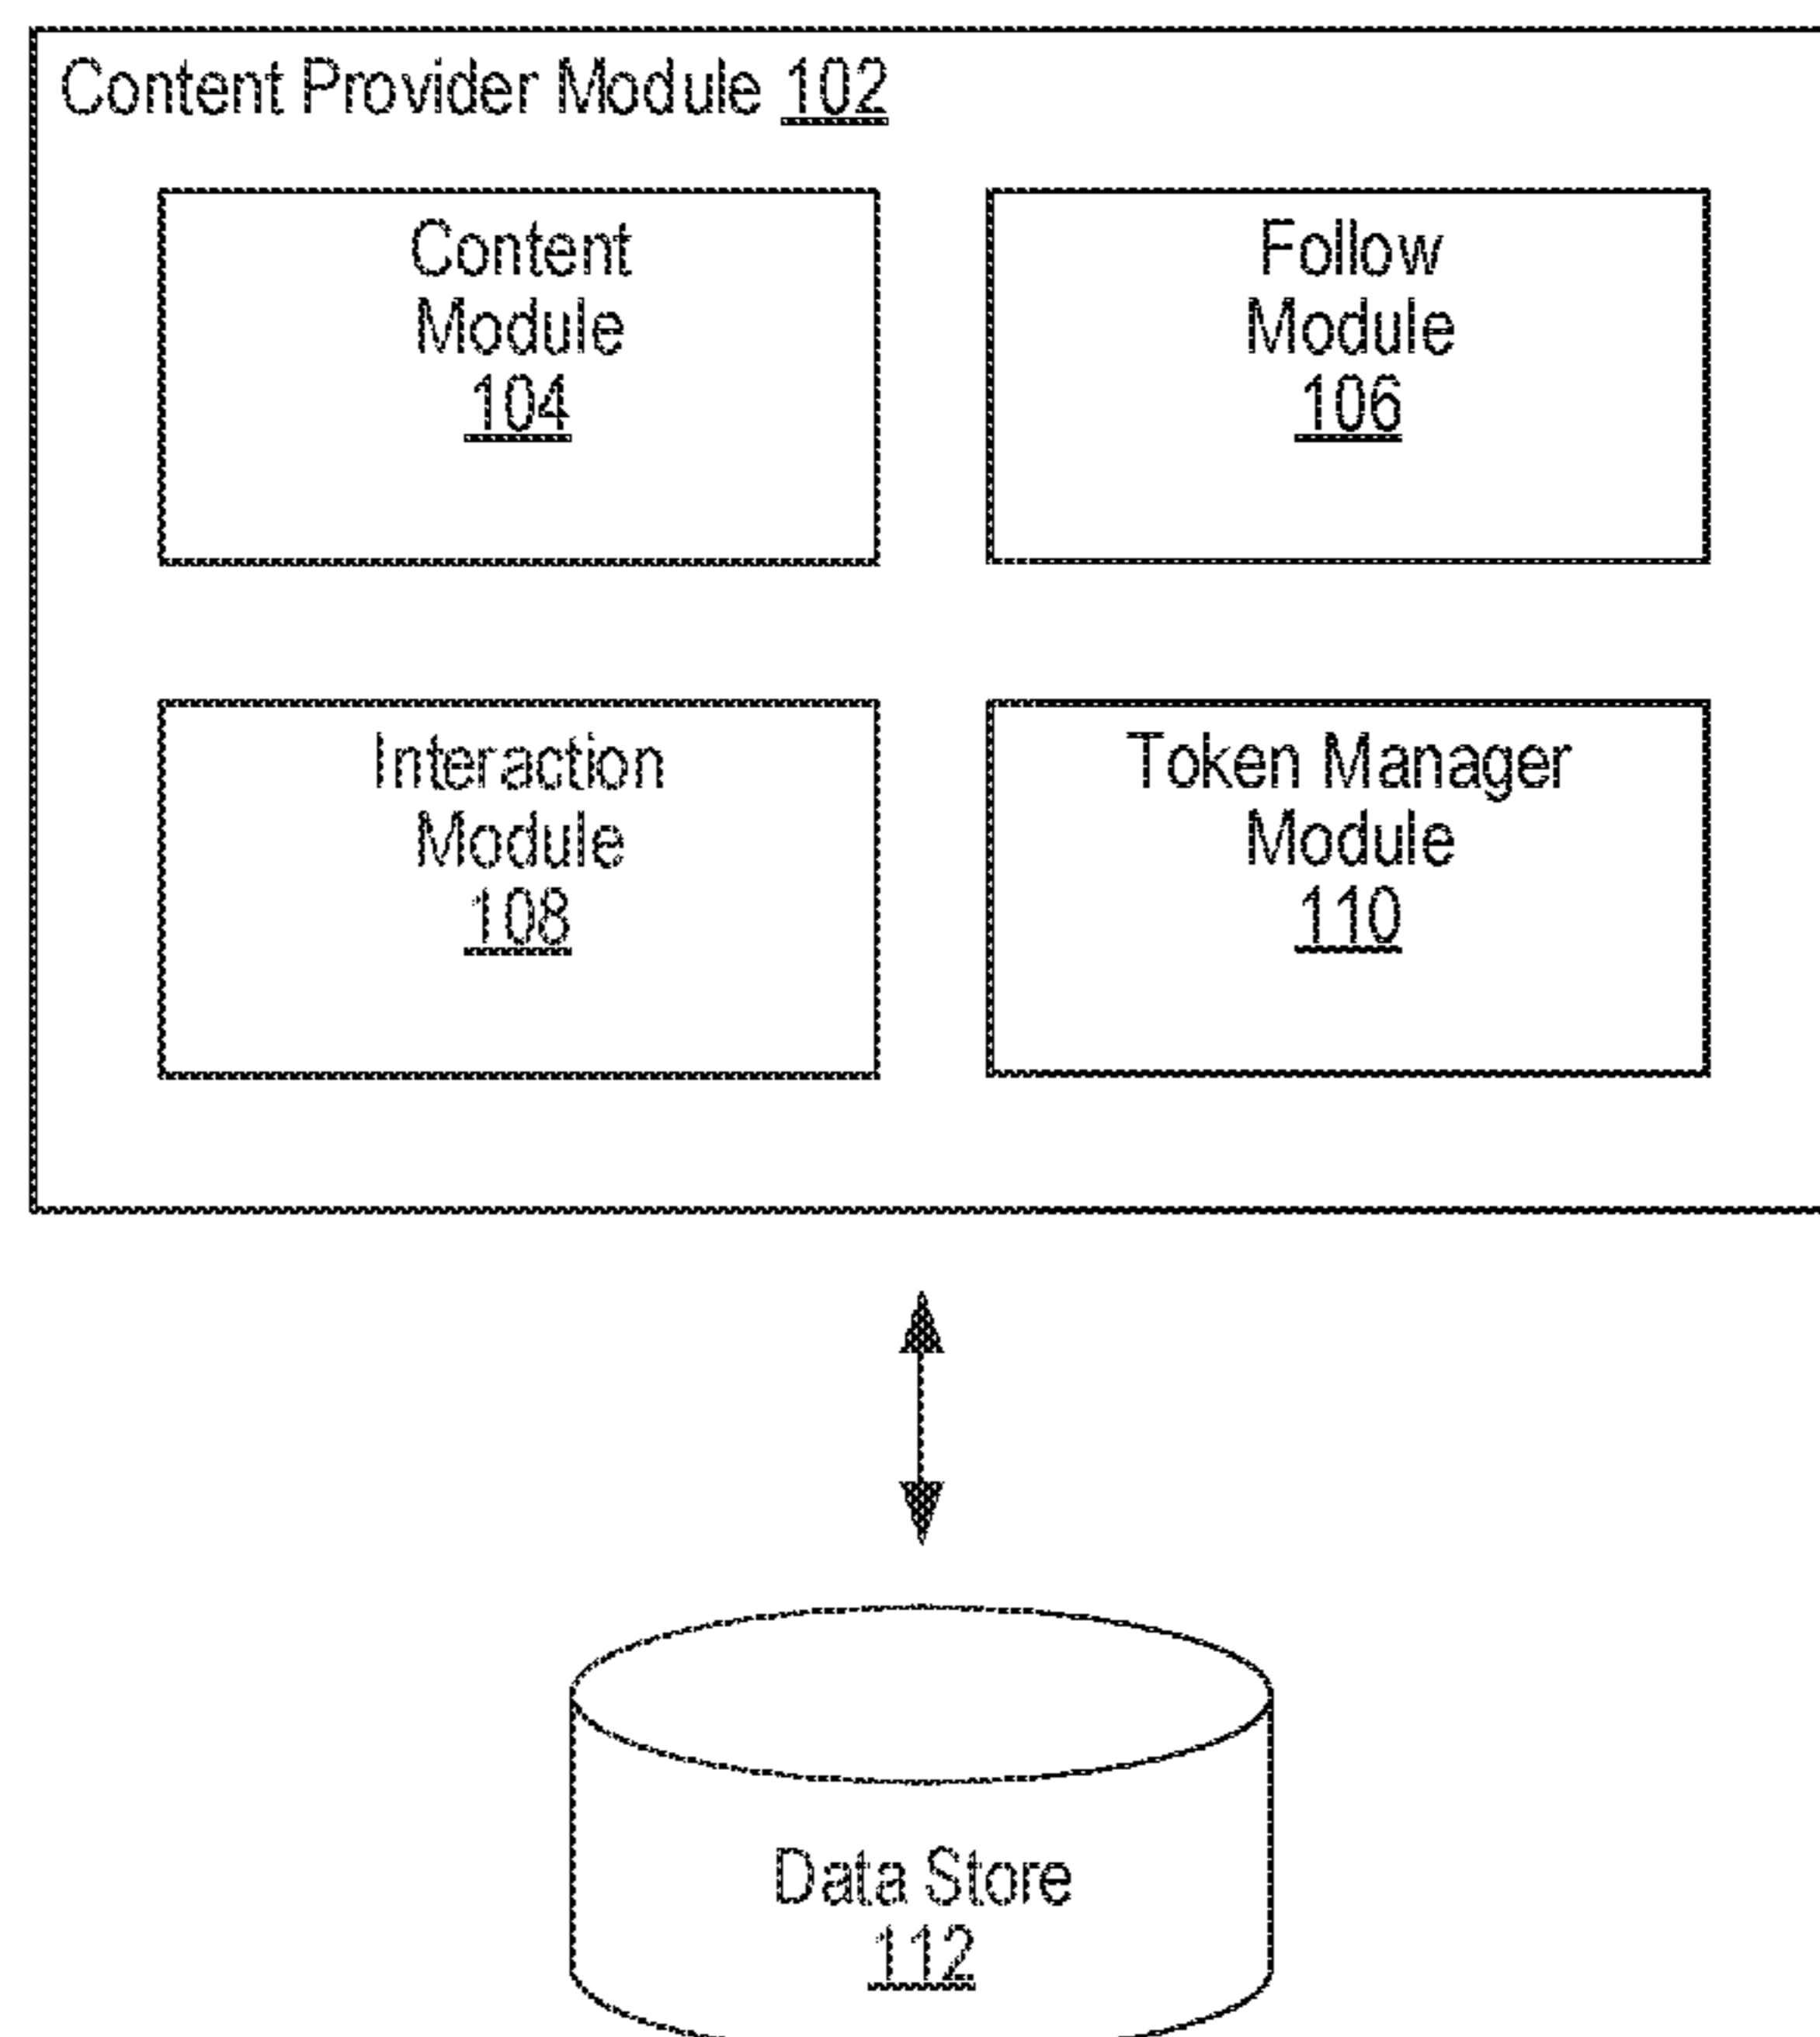 Content Provider Module 102
Content
Module
104
Follow
Module
106
Interaction
Module
108
Token Manager
Module
110
Data Store
112